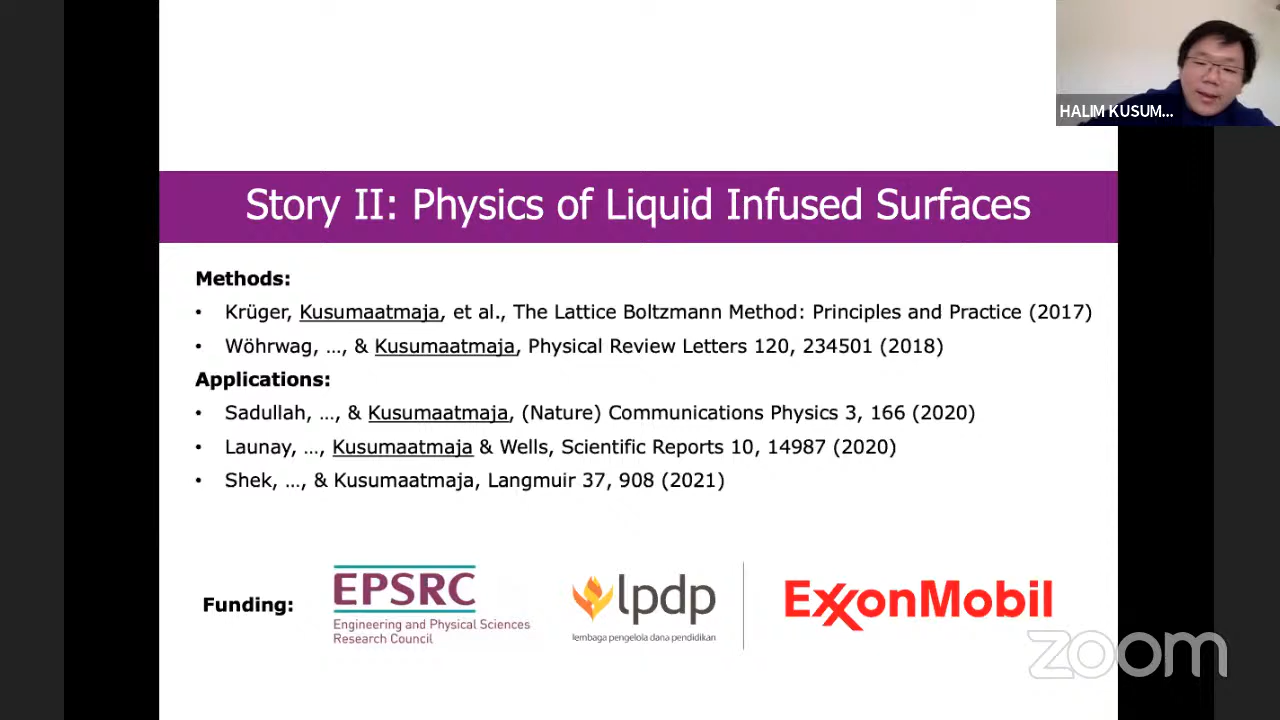 HALIM KUSUM...
Story II: Physics of Liquid Infused Surfaces
Methods:
• Krüger, Kusumaatmaja, et al., The Lattice Boltzmann Method: Principles and Practice (2017)
• Wöhrwag, ..., & Kusumaatmaja, Physical Review Letters 120, 234501 (2018)
Applications:
• Sadullah, ..., & Kusumaatmaja, (Nature) Communications Physics 3, 166 (2020)
• Launay, ..., Kusumaatmaja & Wells, Scientific Reports 10, 14987 (2020)
• Shek, ..., & Kusumaatmaja, Langmuir 37, 908 (2021)
Funding:
EPSRC
Engineering and Physical Sciences
Research Council
lpdp
lembaga pengelola dana pendidikan
ExxonMobil
zoom